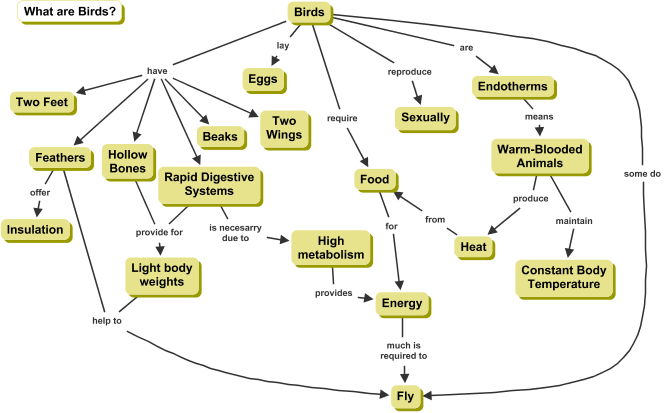 What are Birds?
Birds
lay
are
have
reproduce
Eggs
Endotherms
Two Feet
require
means
Sexually
Two
Wings
Beaks
Feathers
Hollow
Bones
Warm-Blooded
Animals
Rapid Digestive
Systems
Food
some do
offer
produce
Insulation
provide for
is necesarry
due to
for
from
maintain
High
metabolism
Heat
Light body
weights
Constant Body
Temperature
provides
Energy
help to
much is
required to
Fly